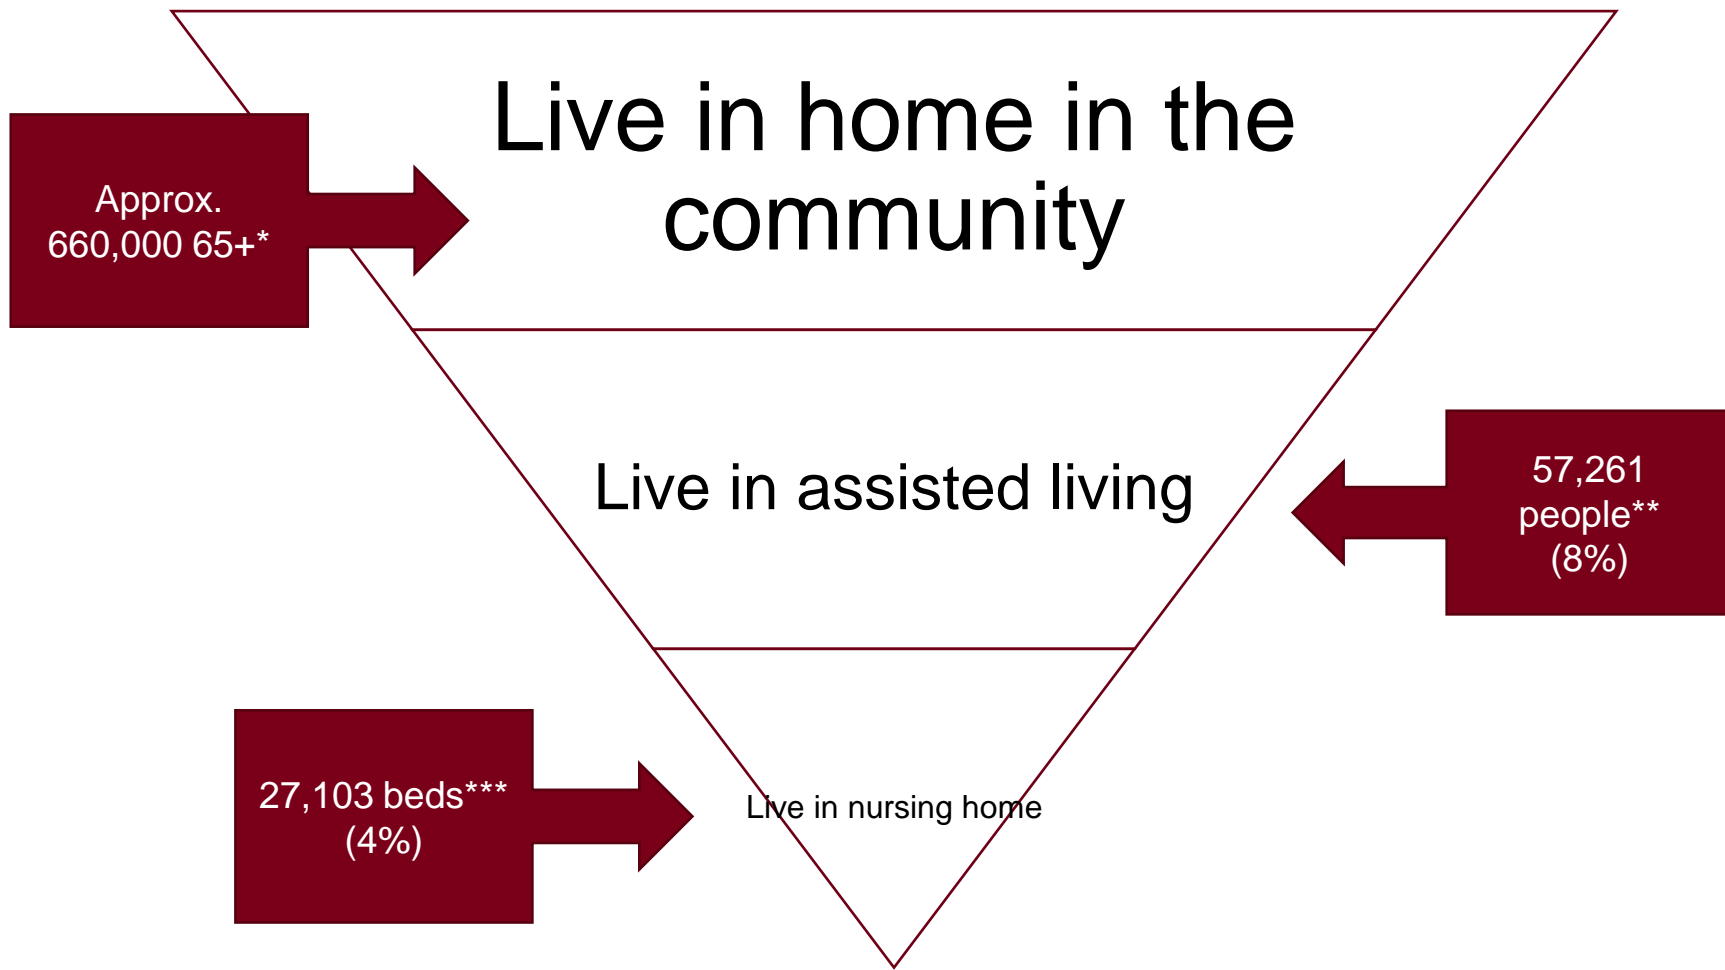 Live in home in the
community
Approx.
660,000 65+*
Live in assisted living
57,261
people**
(8%)
27,103 beds***
(4%)
Live in nursing home